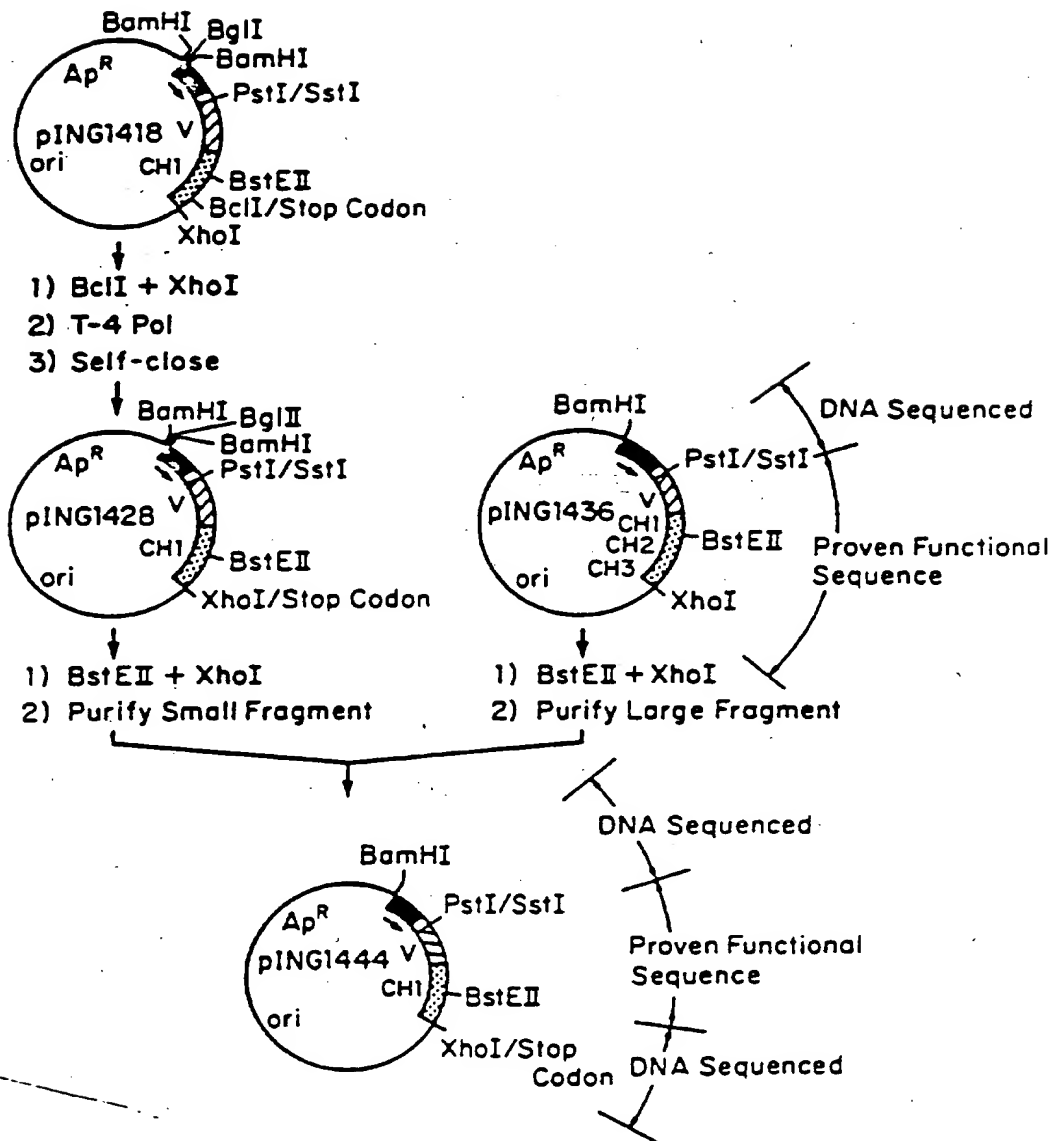 BamHI
BglI
BamHI
Ap^R
PstI/SstI
pING1418
V
ori
CH1
BstEII
BclI/Stop Codon
XhoI
1) BclI + XhoI
2) T-4 Pol
3) Self-close
BamHI
BglII
BamHI
Ap^R
PstI/SstI
pING1428
V
CH1
BstEII
ori
XhoI/Stop Codon
1) BstEII + XhoI
2) Purify Small Fragment
BamHI
Ap^R
PstI/SstI
pING1436
V
CH1
CH2
CH3
BstEII
ori
XhoI
DNA Sequenced
Proven Functional
Sequence
1) BstEII + XhoI
2) Purify Large Fragment
BamHI
Ap^R
PstI/SstI
pING1444
V
CH1
BstEII
ori
XhoI/Stop
Codon
DNA Sequenced
Proven Functional
Sequence
DNA Sequenced